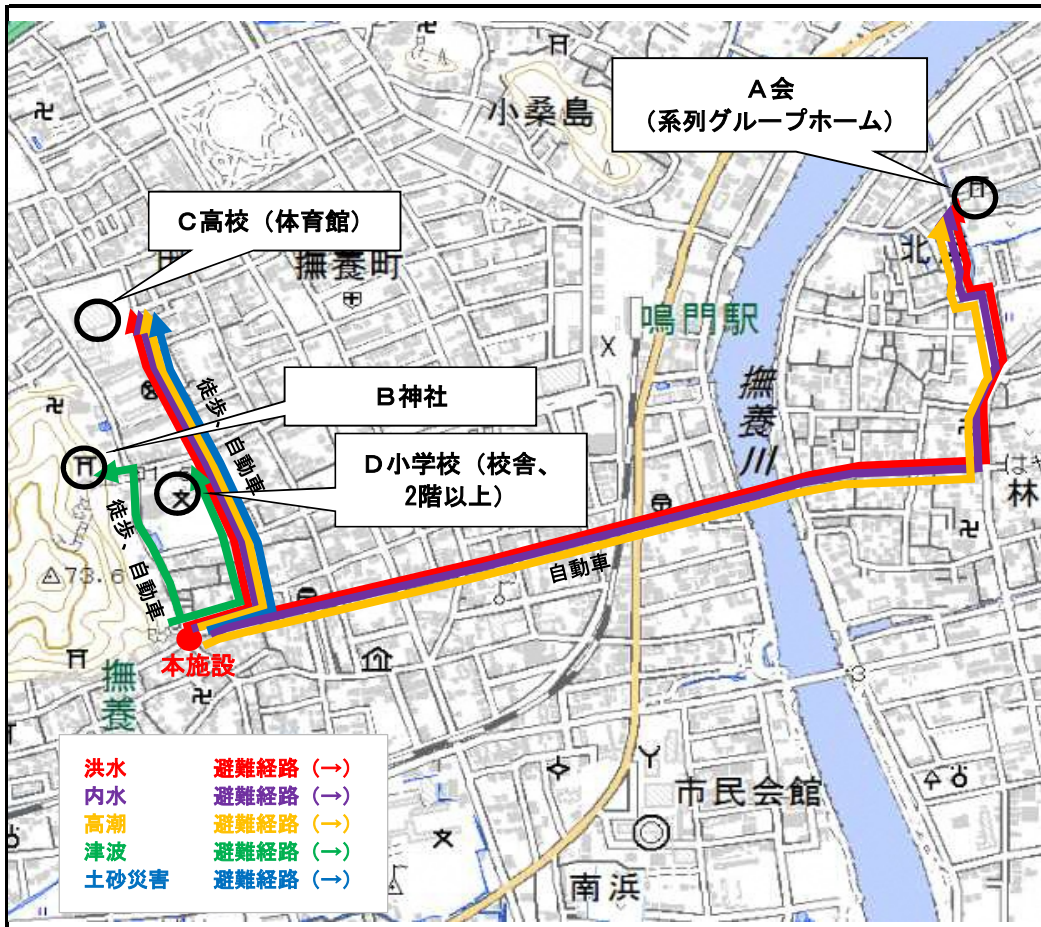 小桑島
A会
(系列グループホーム)
C高校(体育館)
撫養町
鳴門駅
B神社
撫養川
D小学校(校舎、
2階以上)
徒歩、自動車
徒歩、自動車
自動車
林
73.6
本施設
撫養
洪水 避難経路(→)
内水 避難経路(→)
高潮 避難経路(→)
津波 避難経路(→)
土砂災害 避難経路(→)
市民会館
南浜